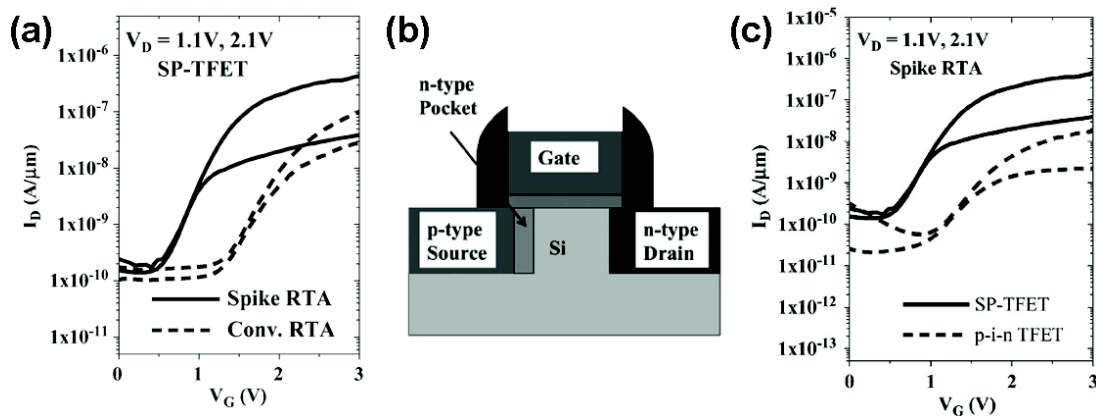 (a)
V_D = 1.1V, 2.1V
SP-TFET
1x10^-6
1x10^-7
1x10^-8
1x10^-9
1x10^-10
1x10^-11
I_D (A/μm)
Spike RTA
Conv. RTA
0 1 2 3
V_G (V)
(b)
n-type
Pocket
Gate
p-type
Source
Si
n-type
Drain
(c)
1x10^-5
V_D = 1.1V, 2.1V
Spike RTA
1x10^-6
1x10^-7
1x10^-8
1x10^-9
1x10^-10
1x10^-11
1x10^-12
1x10^-13
I_D (A/μm)
SP-TFET
p-i-n TFET
0 1 2 3
V_G (V)